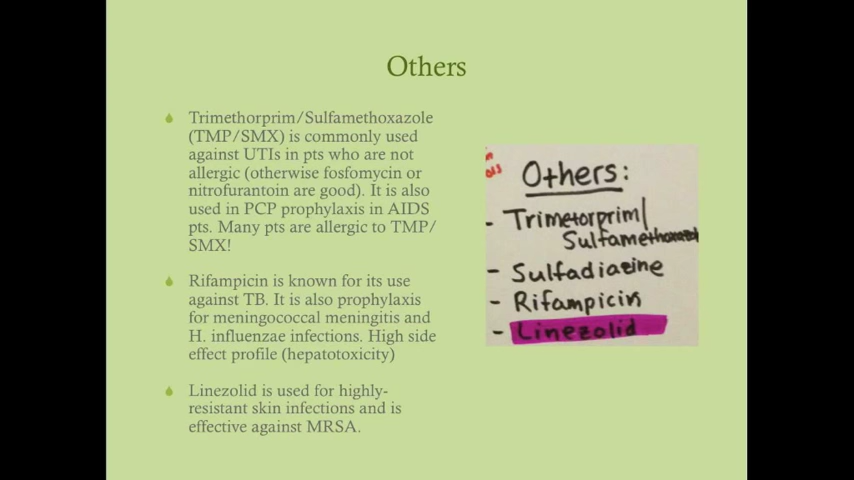 Others
Trimethorprim/Sulfamethoxazole
(TMP/SMX) is commonly used
against UTIs in pts who are not
allergic (otherwise fosfomycin or
nitrofurantoin are good). It is also
used in PCP prophylaxis in AIDS
pts. Many pts are allergic to TMP/
SMX!
Rifampicin is known for its use
against TB. It is also prophylaxis
for meningococcal meningitis and
H. influenzae infections. High side
effect profile (hepatotoxicity)
Linezolid is used for highly-
resistant skin infections and is
effective against MRSA.
Others:
- Trimetorprim/
Sulfamethoxazol
- Sulfadiazine
- Rifampicin
- Linezolid